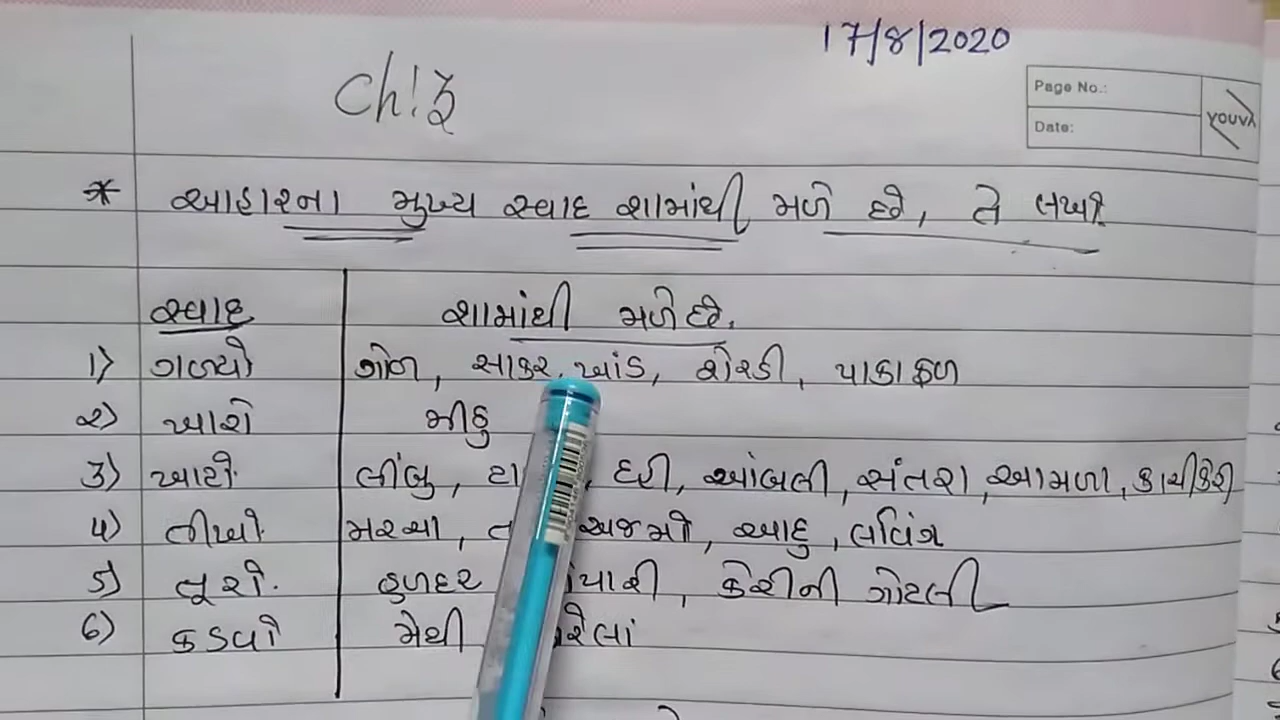 17/8/2020
Ch:3
Page No.:
Date:
YOUVA
* આહારના મુખ્ય સ્વાદ શામાંથી મળે છે, તે લખો
સ્વાદ શામાંથી મળે છે.
1) ગળ્યો ગોળ, સાકર, ખાંડ, શેરડી, પાકા ફળ
૨) ખારો મીઠુ
3) ખાટો. લીંબુ, દહી, આંબલી, સંતરા, આમળા, કાચીકેરી
4) તીખો. મરચા, અજમો, આદુ, લવિંગ
5) તૂરો. હળદર, કેરીની ગોટલી
6) કડવો મેથી